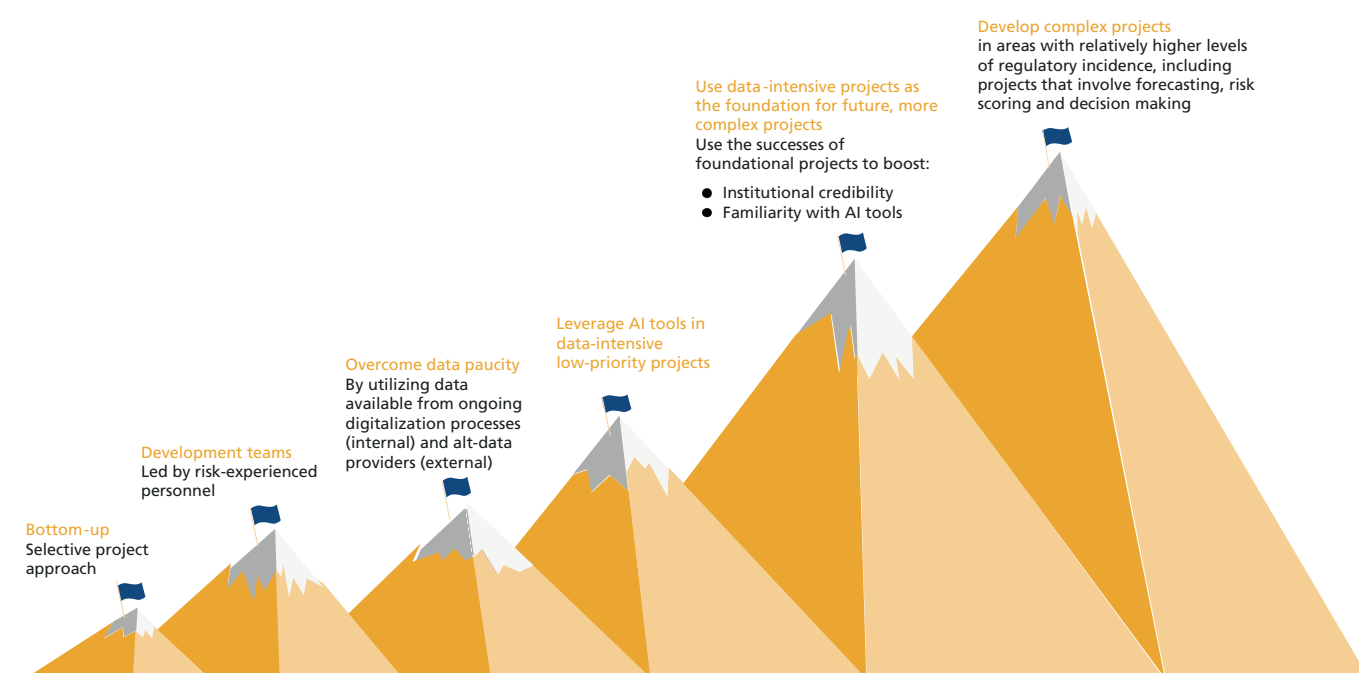 Bottom-up
Selective project
approach
Development teams
Led by risk-experienced
personnel
Overcome data paucity
By utilizing data
available from ongoing
digitalization processes
(internal) and alt-data
providers (external)
Leverage AI tools in
data-intensive
low-priority projects
Use data-intensive projects as
the foundation for future, more
complex projects
Use the successes of
foundational projects to boost:
● Institutional credibility
● Familiarity with AI tools
Develop complex projects
in areas with relatively higher levels
of regulatory incidence, including
projects that involve forecasting, risk
scoring and decision making